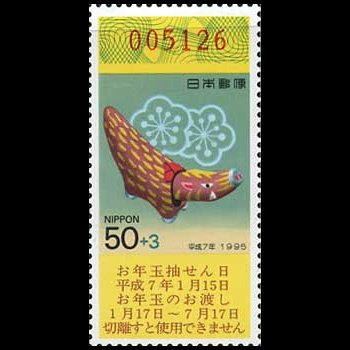 005126
日本郵便
NIPPON
50+3
平成7年 1995
お年玉抽せん日
平成7年1月15日
お年玉のお渡し
1月17日〜7月17日
切離すと使用できません